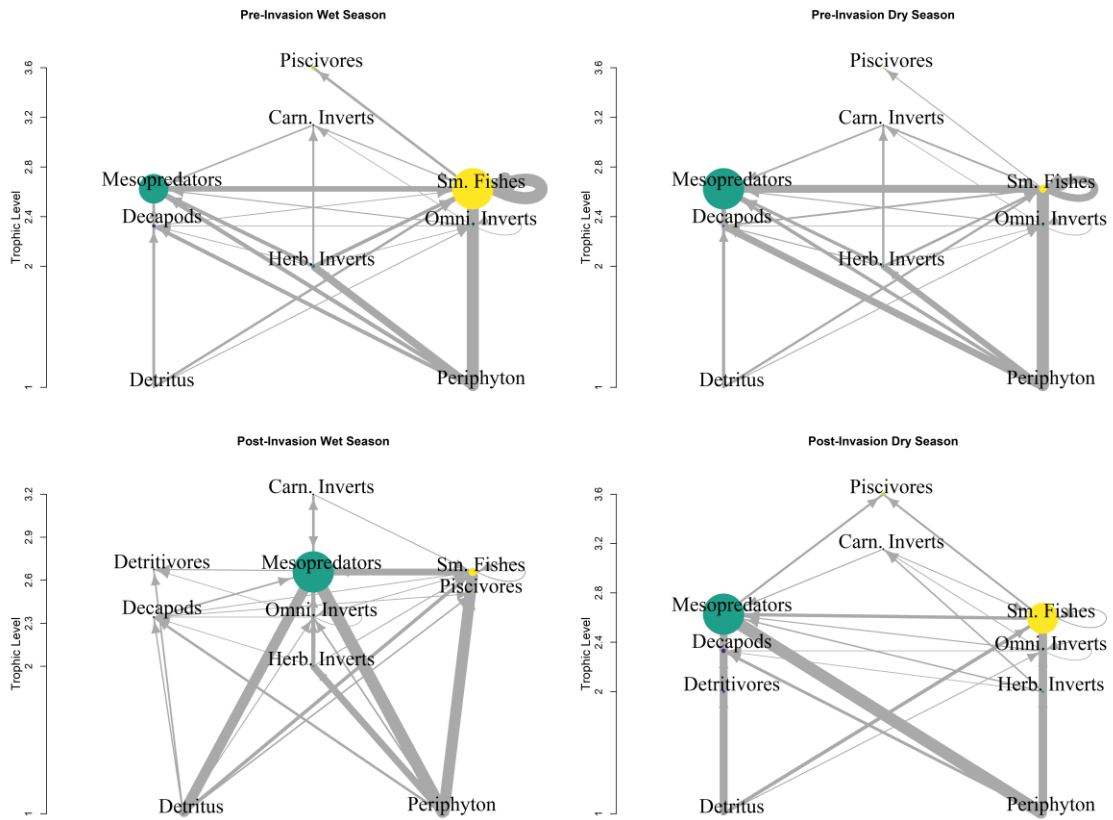 Pre-Invasion Wet Season
Piscivores
Carn. Inverts
Mesopredators
Sm. Fishes
Decapods
Omni. Inverts
Herb. Inverts
Detritus
Periphyton
Trophic Level
3.6
3.2
2.8
2.4
2
1
Pre-Invasion Dry Season
Piscivores
Carn. Inverts
Mesopredators
Sm. Fishes
Decapods
Omni. Inverts
Herb. Inverts
Detritus
Periphyton
Trophic Level
3.6
3.2
2.8
2.4
2
1
Post-Invasion Wet Season
Carn. Inverts
Detritivores
Mesopredators
Sm. Fishes
Piscivores
Decapods
Omni. Inverts
Herb. Inverts
Detritus
Periphyton
Trophic Level
3.2
2.9
2.6
2.3
2
1
Post-Invasion Dry Season
Piscivores
Carn. Inverts
Mesopredators
Sm. Fishes
Decapods
Omni. Inverts
Detritivores
Herb. Inverts
Detritus
Periphyton
Trophic Level
3.6
3.2
2.8
2.4
2
1